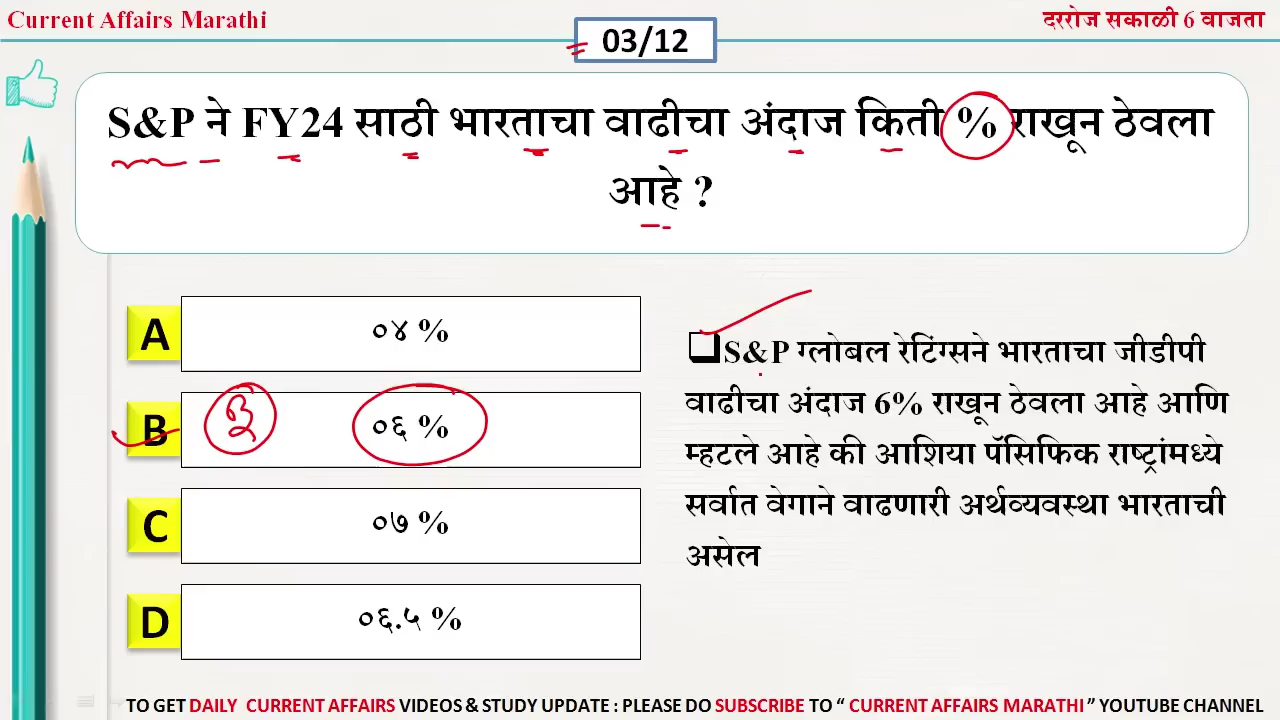 Current Affairs Marathi
दररोज सकाळी 6 वाजता
03/12
S&P ने FY24 साठी भारताचा वाढीचा अंदाज किती % राखून ठेवला
आहे ?
A
०४ %
B
०६ %
C
०७ %
D
०६.५ %
S&P ग्लोबल रेटिंग्सने भारताचा जीडीपी
वाढीचा अंदाज 6% राखून ठेवला आहे आणि
म्हटले आहे की आशिया पॅसिफिक राष्ट्रांमध्ये
सर्वात वेगाने वाढणारी अर्थव्यवस्था भारताची
असेल
TO GET DAILY CURRENT AFFAIRS VIDEOS & STUDY UPDATE : PLEASE DO SUBSCRIBE TO “ CURRENT AFFAIRS MARATHI ” YOUTUBE CHANNEL